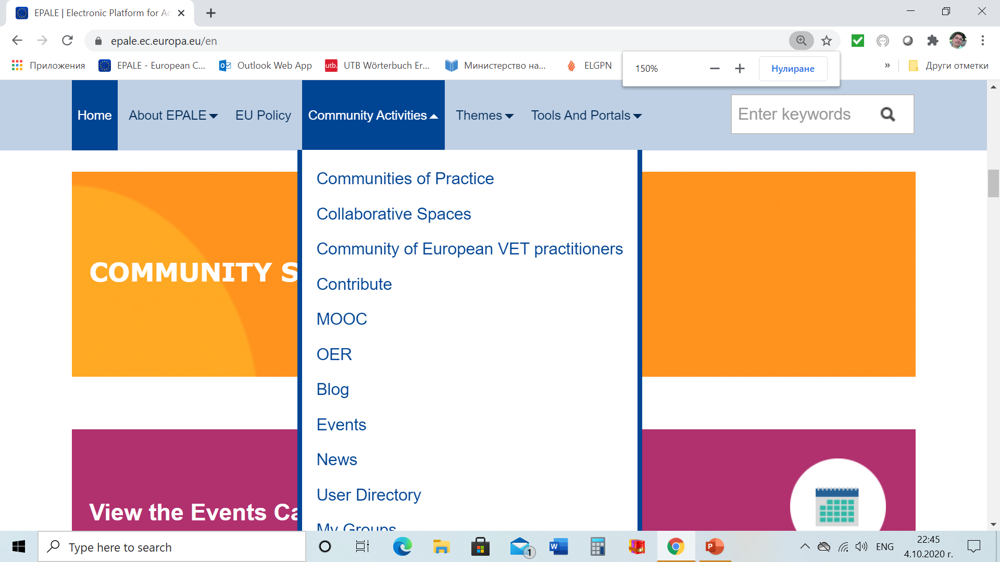 EPALE | Electronic Platform for Ad
epale.ec.europa.eu/en
Приложения
EPALE - European C...
Outlook Web App
utb.
UTB Wörterbuch Er...
Министерство на...
ELGPN
»
Други отметки
150%
Нулиране
Home
About EPALE
EU Policy
Community Activities
Themes
Tools And Portals
Enter keywords
Communities of Practice
Collaborative Spaces
Community of European VET practitioners
Contribute
MOOC
OER
Blog
Events
News
User Directory
My Groups
COMMUNITY S
View the Events Ca
Type here to search
1
ENG
22:45
4.10.2020 г.